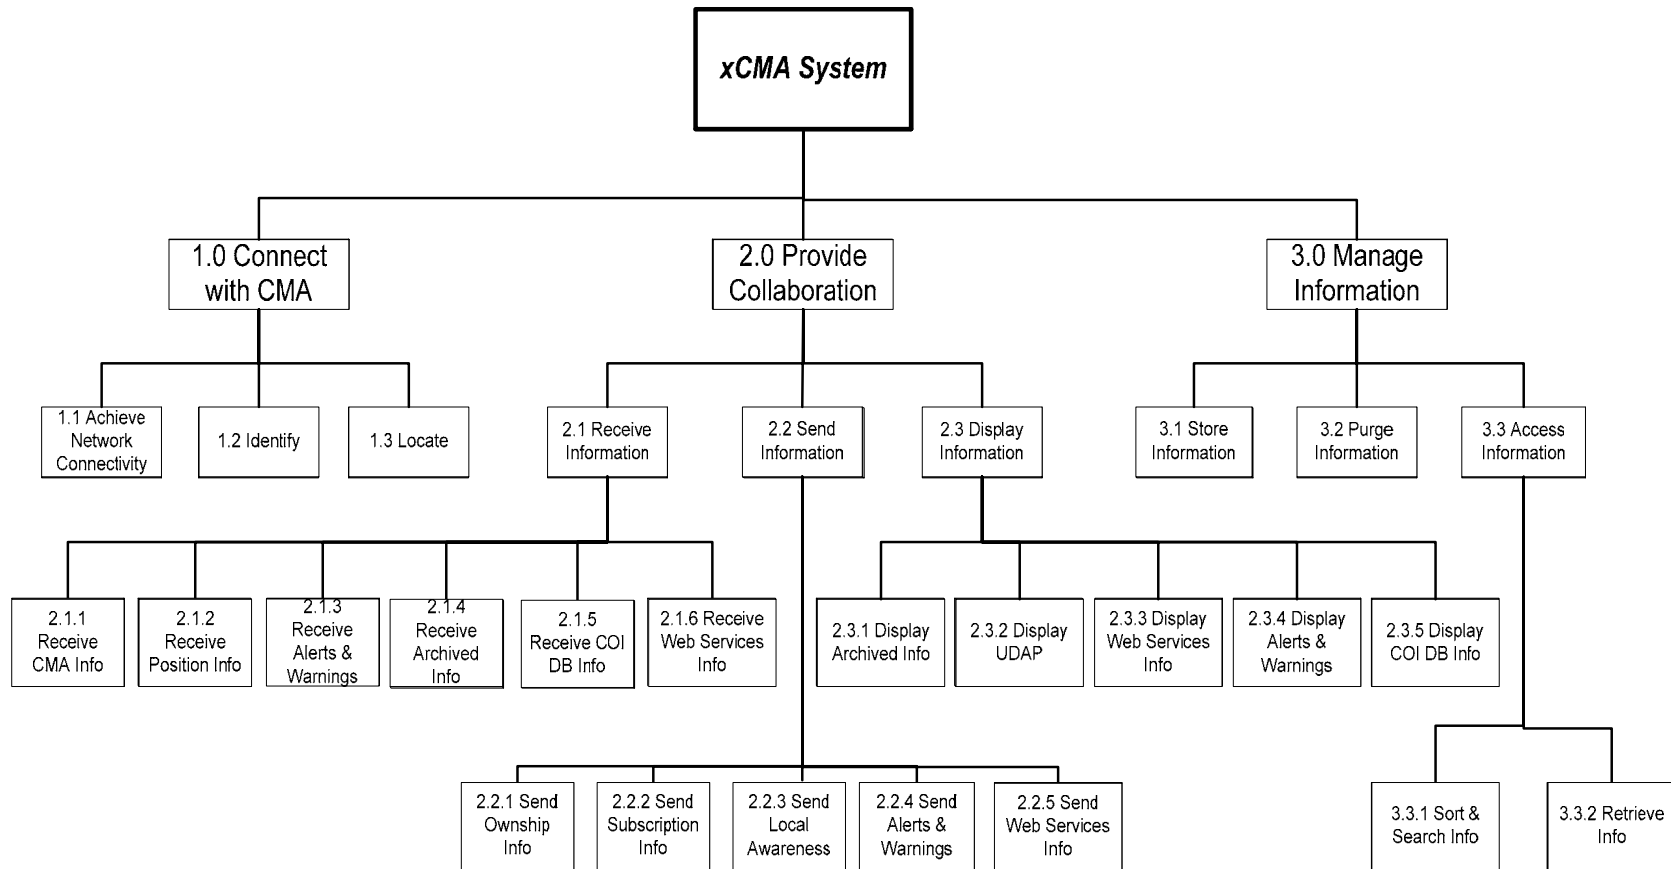 xCMA System
1.0 Connect
with CMA
2.0 Provide
Collaboration
3.0 Manage
Information
1.1 Achieve
Network
Connectivity
1.2 Identify
1.3 Locate
2.1 Receive
Information
2.2 Send
Information
2.3 Display
Information
3.1 Store
Information
3.2 Purge
Information
3.3 Access
Information
2.1.1
Receive
CMA Info
2.1.2
Receive
Position Info
2.1.3
Receive
Alerts &
Warnings
2.1.4
Receive
Archived
Info
2.1.5
Receive COI
DB Info
2.1.6 Receive
Web Services
Info
2.3.1 Display
Archived Info
2.3.2 Display
UDAP
2.3.3 Display
Web Services
Info
2.3.4 Display
Alerts &
Warnings
2.3.5 Display
COI DB Info
2.2.1 Send
Ownship
Info
2.2.2 Send
Subscription
Info
2.2.3 Send
Local
Awareness
2.2.4 Send
Alerts &
Warnings
2.2.5 Send
Web Services
Info
3.3.1 Sort &
Search Info
3.3.2 Retrieve
Info